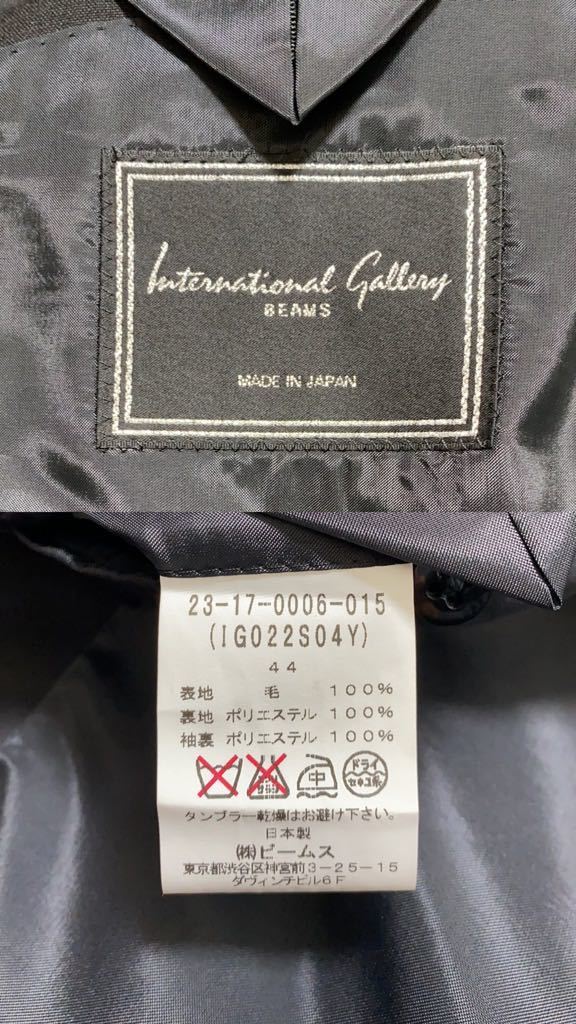 International Gallery
BEAMS
MADE IN JAPAN
23-17-0006-015
(IG022S04Y)
44
表地 毛 100%
裏地 ポリエステル 100%
袖裏 ポリエステル 100%
中 ドライ
セキユ系
タンブラー乾燥はお避け下さい。
日本製
(株)ビームス
東京都渋谷区神宮前3-25-15
ダヴィンチビル6F